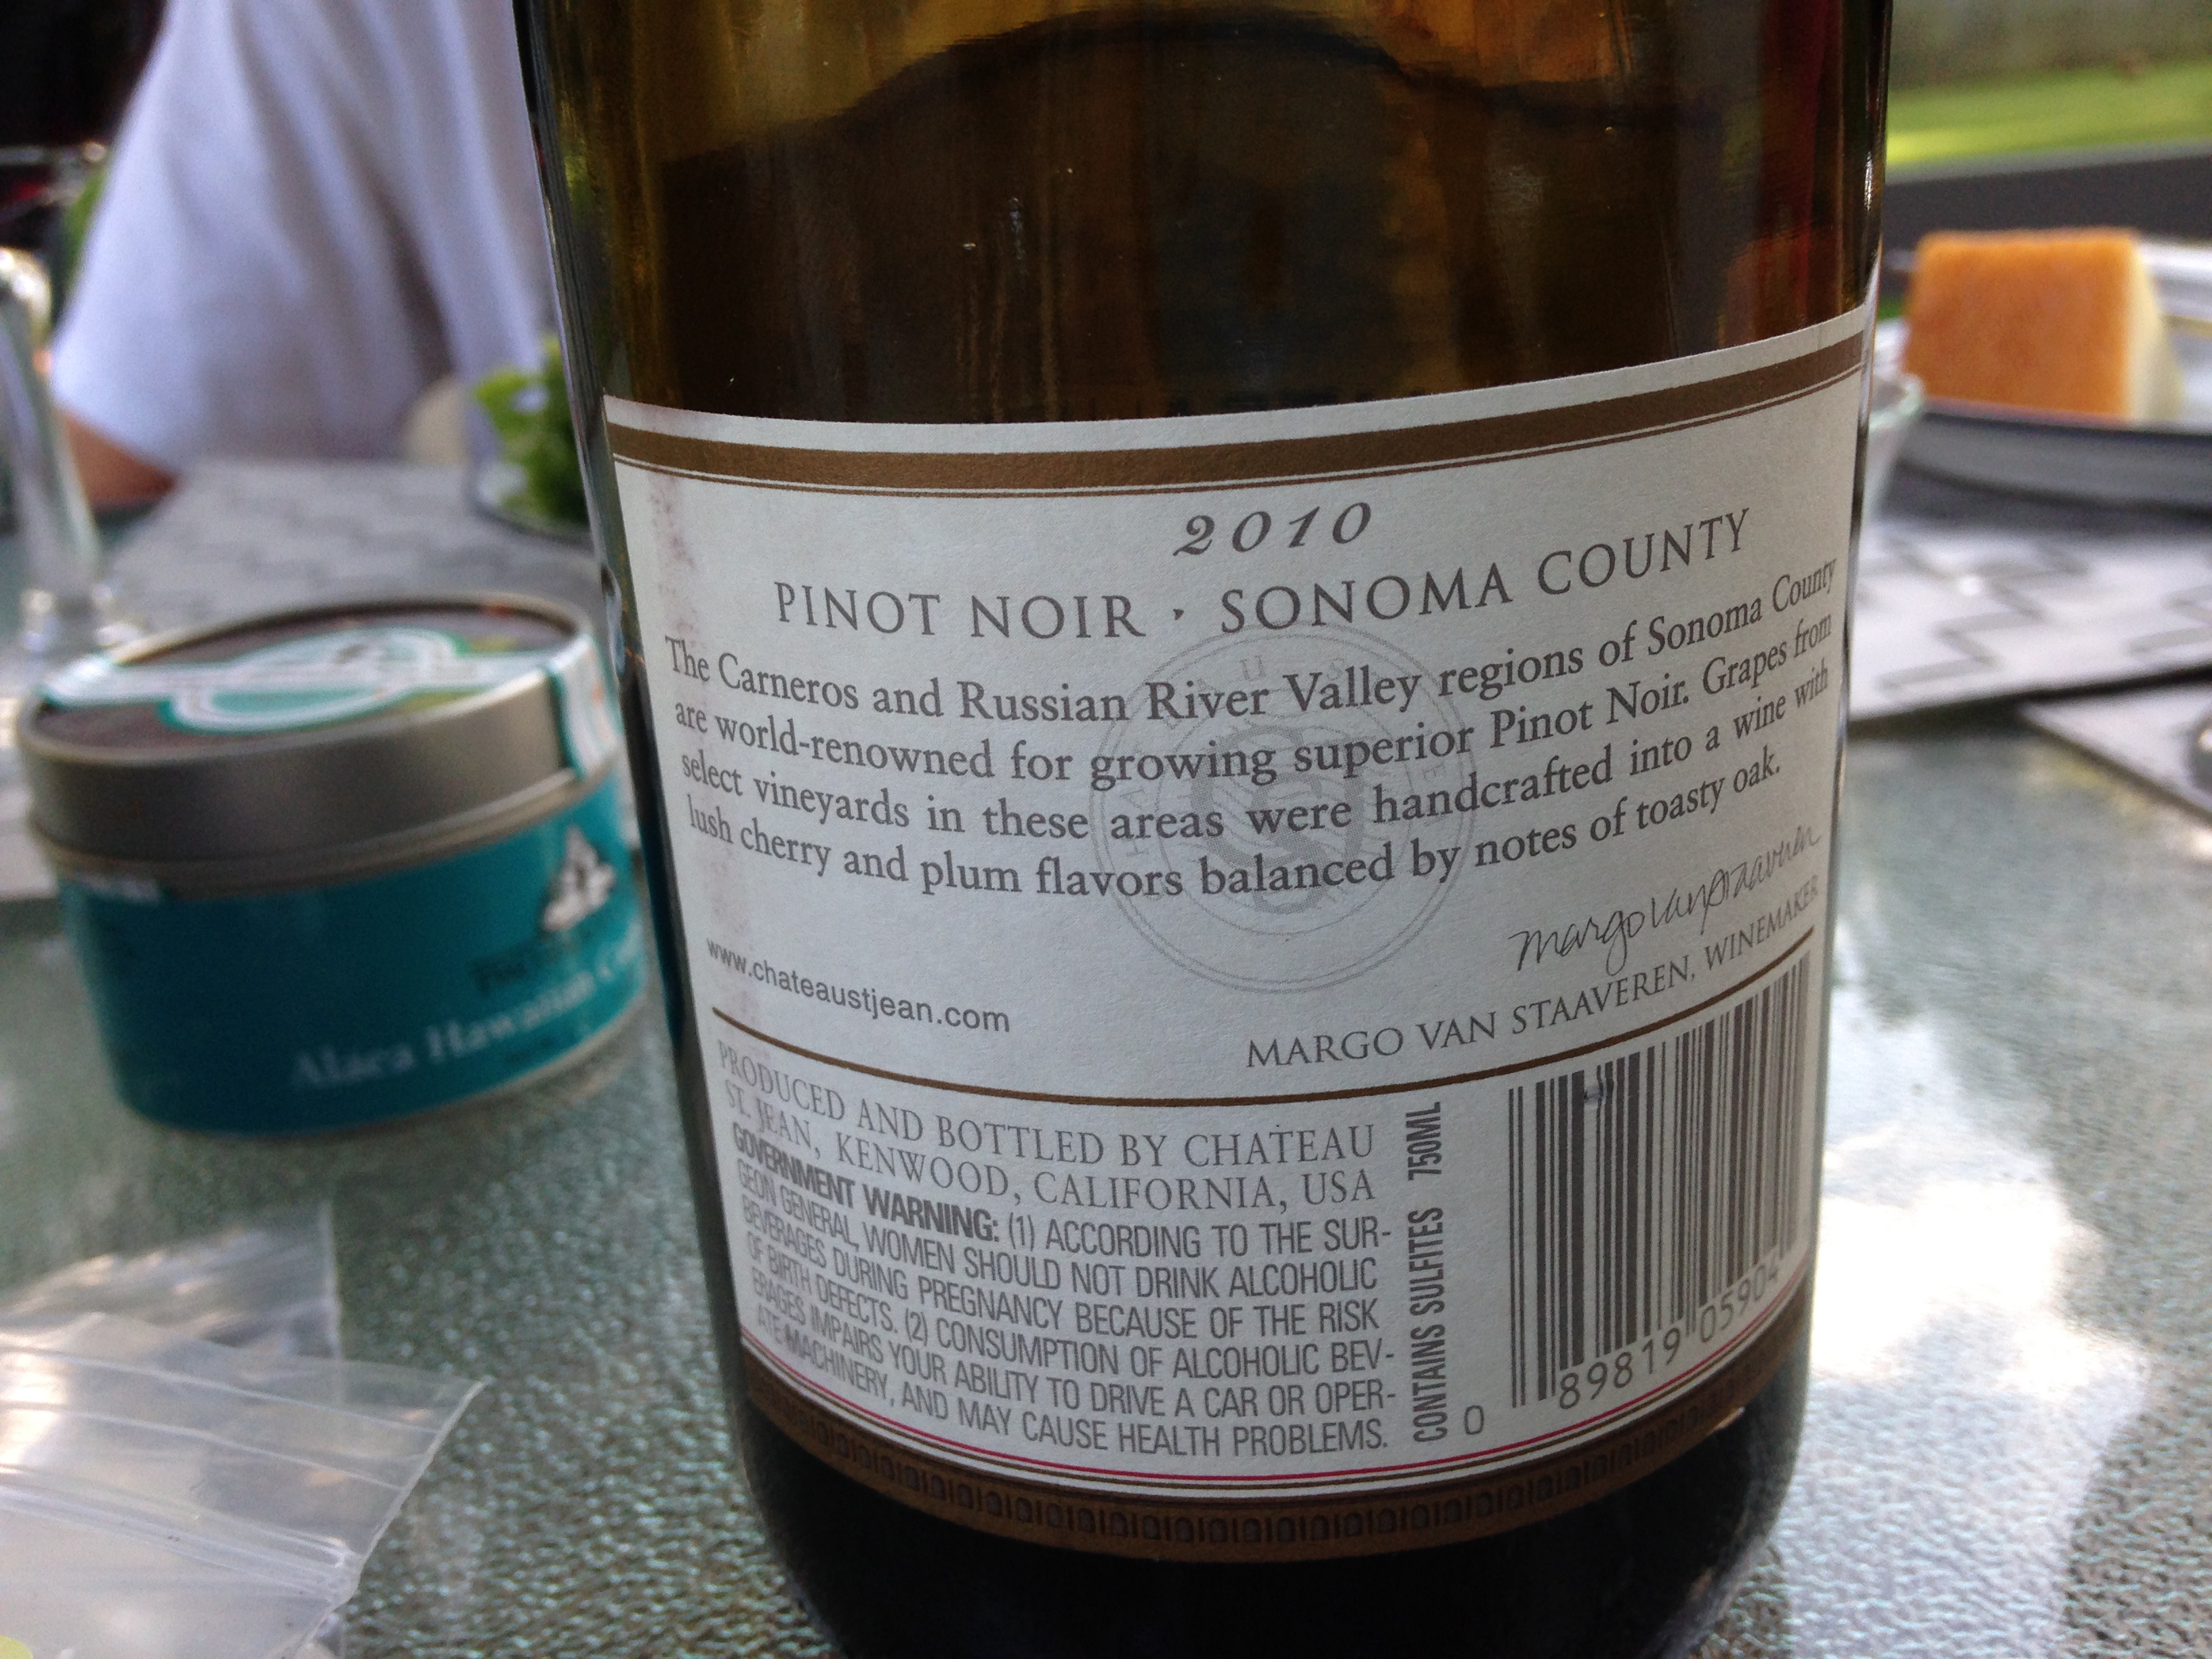 2010
PINOT NOIR · SONOMA COUNTY
The Carneros and Russian River Valley regions of Sonoma County
are world-renowned for growing superior Pinot Noir. Grapes from
select vineyards in these areas were handcrafted into a wine with
lush cherry and plum flavors balanced by notes of toasty oak.
Margo van Staaveren
www.chateaustjean.com
MARGO VAN STAAVEREN, WINEMAKER
PRODUCED AND BOTTLED BY CHATEAU
ST. JEAN, KENWOOD, CALIFORNIA, USA
GOVERNMENT WARNING: (1) ACCORDING TO THE SUR-
GEON GENERAL, WOMEN SHOULD NOT DRINK ALCOHOLIC
BEVERAGES DURING PREGNANCY BECAUSE OF THE RISK
OF BIRTH DEFECTS. (2) CONSUMPTION OF ALCOHOLIC BEV-
ERAGES IMPAIRS YOUR ABILITY TO DRIVE A CAR OR OPER-
ATE MACHINERY, AND MAY CAUSE HEALTH PROBLEMS.
CONTAINS SULFITES 750ML
0 89819 05904
Alaea Hawaiian